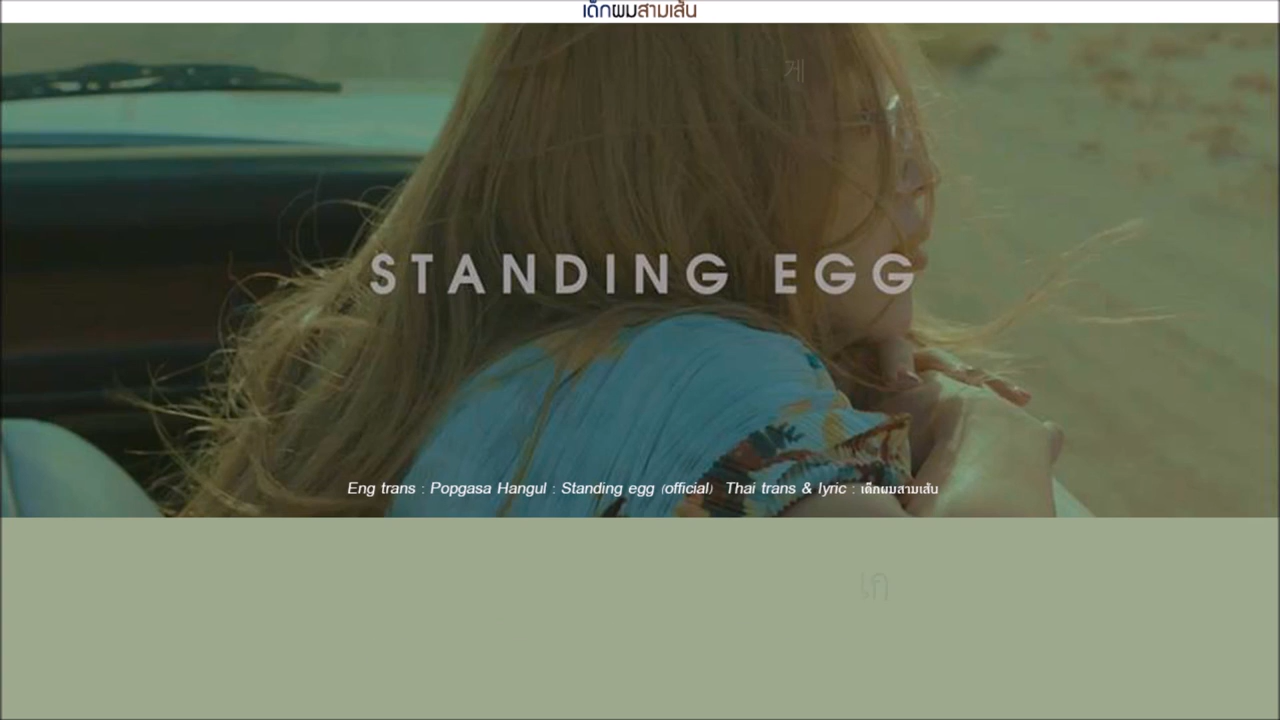 เด็กผมสามเส้น
게
STANDING EGG
Eng trans : Popgasa Hangul : Standing egg (official) Thai trans & lyric : เด็กผมสามเส้น
เก